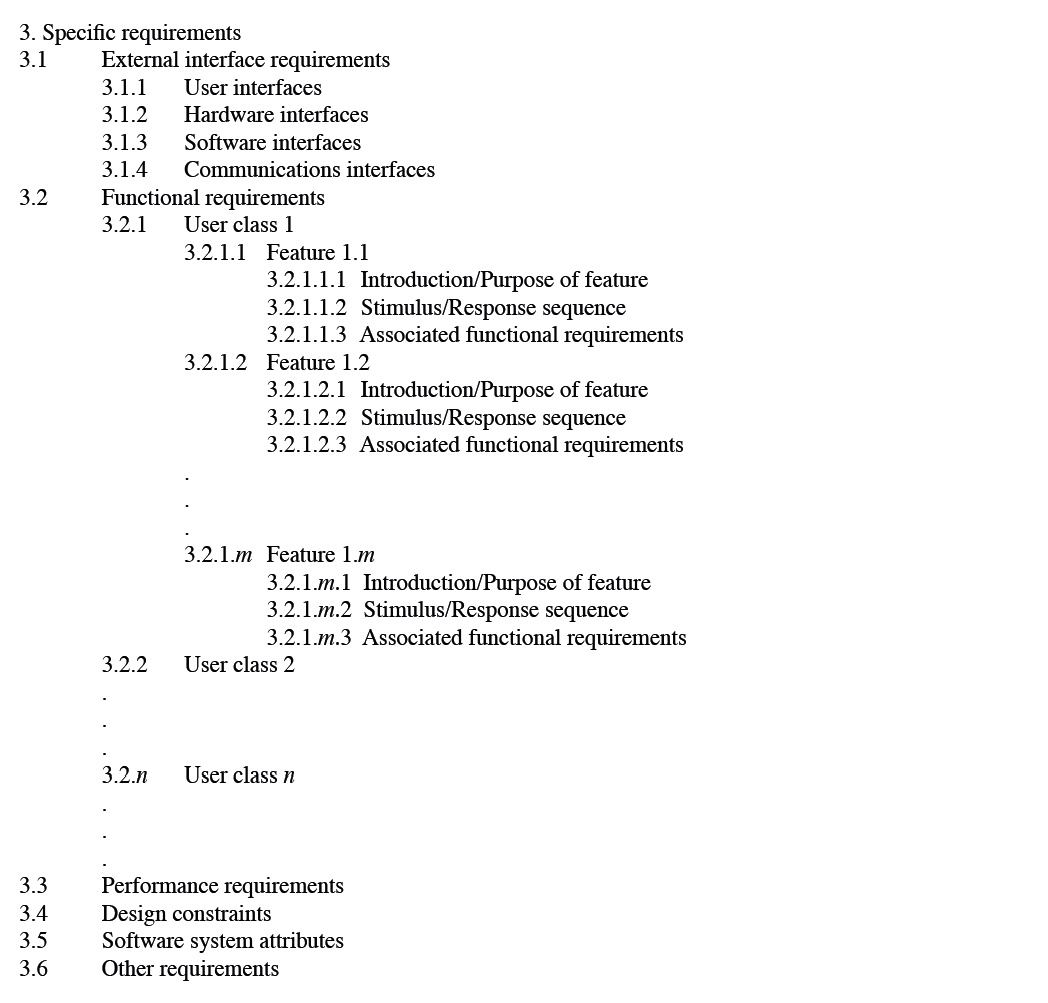 3. Specific requirements
3.1 External interface requirements
3.1.1 User interfaces
3.1.2 Hardware interfaces
3.1.3 Software interfaces
3.1.4 Communications interfaces
3.2 Functional requirements
3.2.1 User class 1
3.2.1.1 Feature 1.1
3.2.1.1.1 Introduction/Purpose of feature
3.2.1.1.2 Stimulus/Response sequence
3.2.1.1.3 Associated functional requirements
3.2.1.2 Feature 1.2
3.2.1.2.1 Introduction/Purpose of feature
3.2.1.2.2 Stimulus/Response sequence
3.2.1.2.3 Associated functional requirements
.
.
.
3.2.1.m Feature 1.m
3.2.1.m.1 Introduction/Purpose of feature
3.2.1.m.2 Stimulus/Response sequence
3.2.1.m.3 Associated functional requirements
3.2.2 User class 2
.
.
.
3.2.n User class n
.
.
.
3.3 Performance requirements
3.4 Design constraints
3.5 Software system attributes
3.6 Other requirements